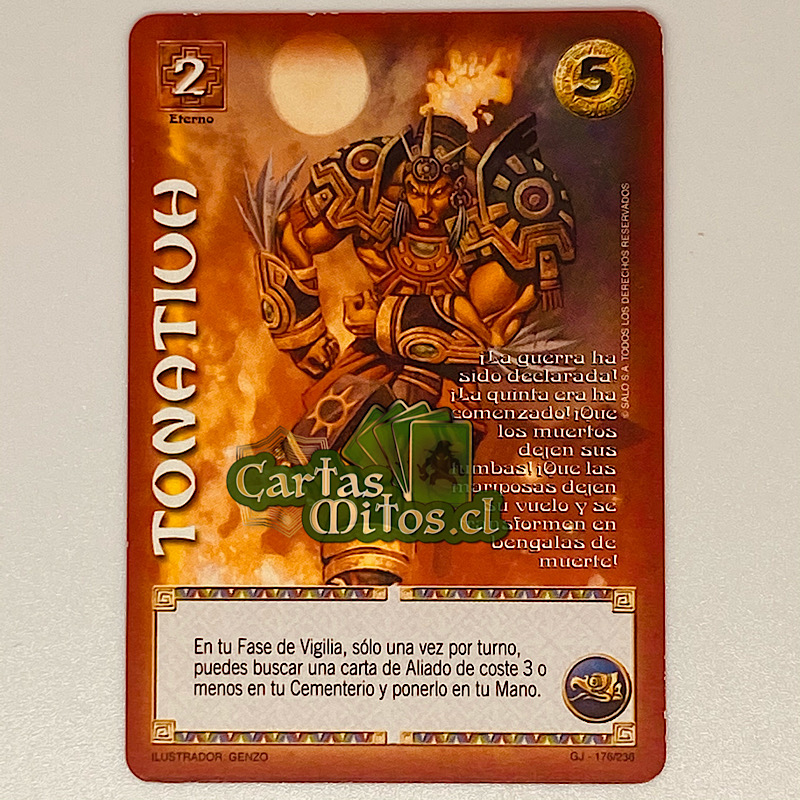 2
Eterno
5
TONATIUH
© SALO S.A. TODOS LOS DERECHOS RESERVADOS
¡La guerra ha
sido declarada!
¡La quinta era ha
comenzado! ¡Que
los muertos
dejen sus
tumbas! ¡Que las
mariposas dejen
su vuelo y se
transformen en
bengalas de
muerte!
Cartas
Mitos.cl
En tu Fase de Vigilia, sólo una vez por turno,
puedes buscar una carta de Aliado de coste 3 o
menos en tu Cementerio y ponerlo en tu Mano.
ILUSTRADOR: GENZO
GJ - 176/236